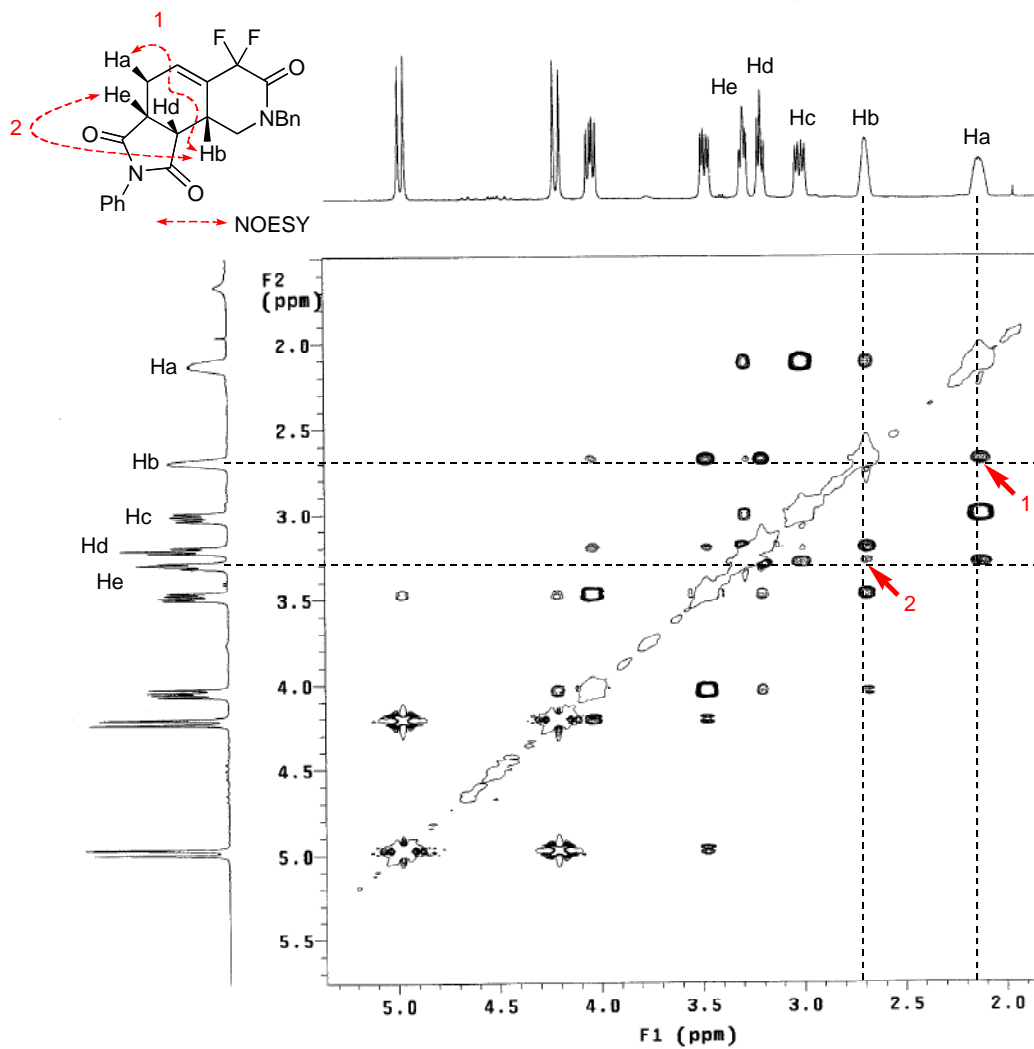 1
F F
Ha
O
He Hd
N Bn
2
O
Hb
N
O
Ph
NOESY
He
Hd
Hc
Hb
Ha
F2
(ppm)
Ha
2.0
2.5
Hb
Hc
3.0
1
Hd
He
3.5
2
4.0
4.5
5.0
5.5
5.0 4.5 4.0 3.5 3.0 2.5 2.0
F1 (ppm)